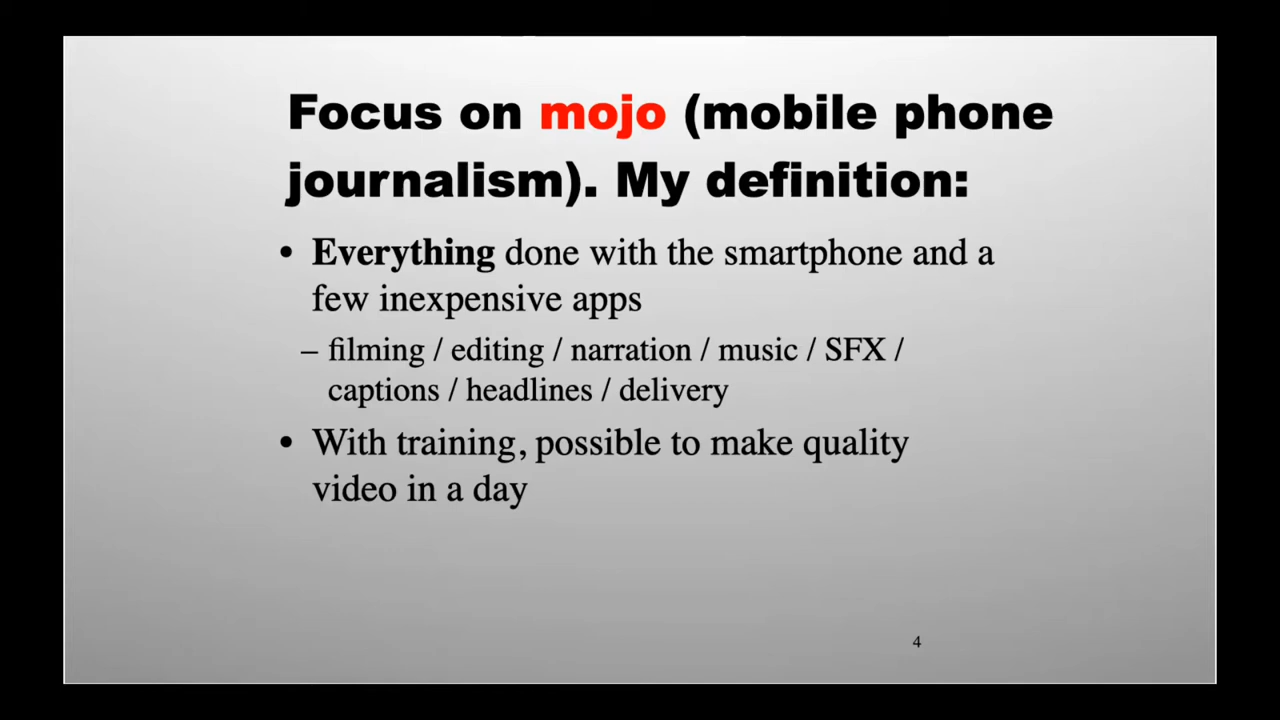 Focus on mojo (mobile phone
journalism). My definition:
• Everything done with the smartphone and a
few inexpensive apps
– filming / editing / narration / music / SFX /
captions / headlines / delivery
• With training, possible to make quality
video in a day
4